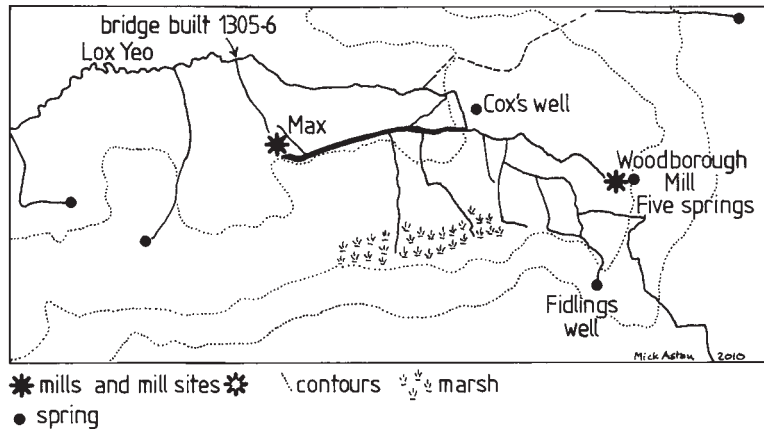 bridge built 1305-6
Lox Yeo
Cox's well
Max
Woodborough
Mill
Five springs
Fidlings
well
Mick Aston 2010
mills and mill sites
contours
marsh
spring